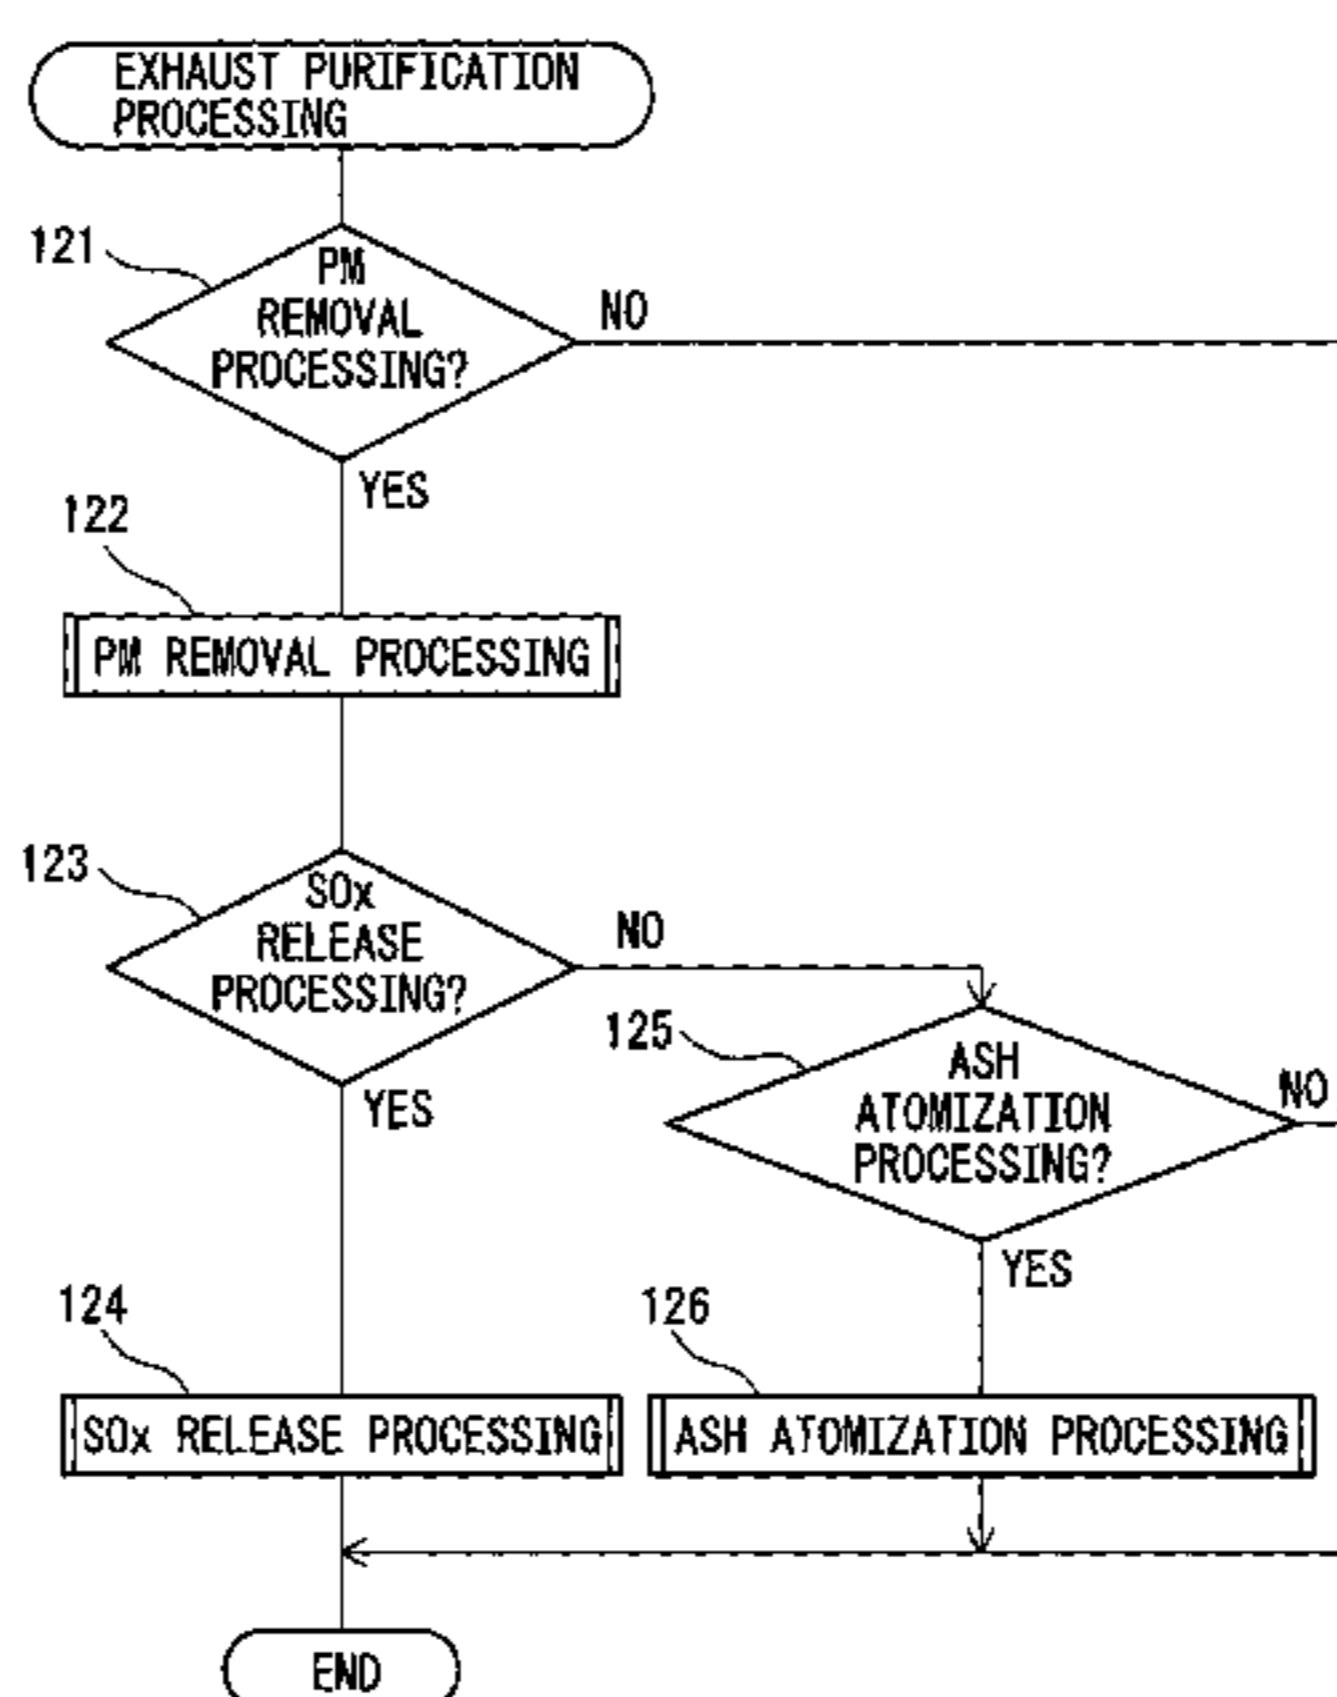 EXHAUST PURIFICATION
PROCESSING
121
PM
REMOVAL
PROCESSING?
NO
YES
122
PM REMOVAL PROCESSING
123
SOx
RELEASE
PROCESSING?
NO
YES
125
ASH
ATOMIZATION
PROCESSING?
NO
YES
124
SOx RELEASE PROCESSING
126
ASH ATOMIZATION PROCESSING
END